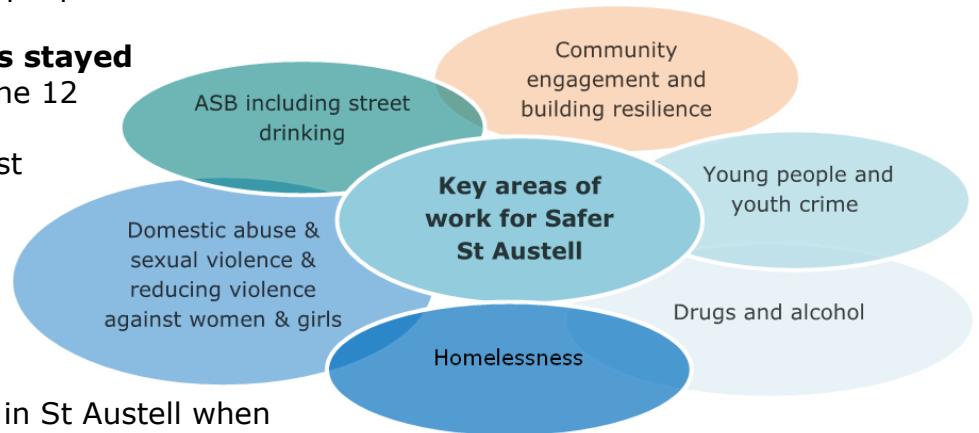 s stayed
ne 12
st
in St Austell when
Community
engagement and
building resilience
ASB including street
drinking
Key areas of
work for Safer
St Austell
Young people and
youth crime
Domestic abuse &
sexual violence &
reducing violence
against women & girls
Drugs and alcohol
Homelessness